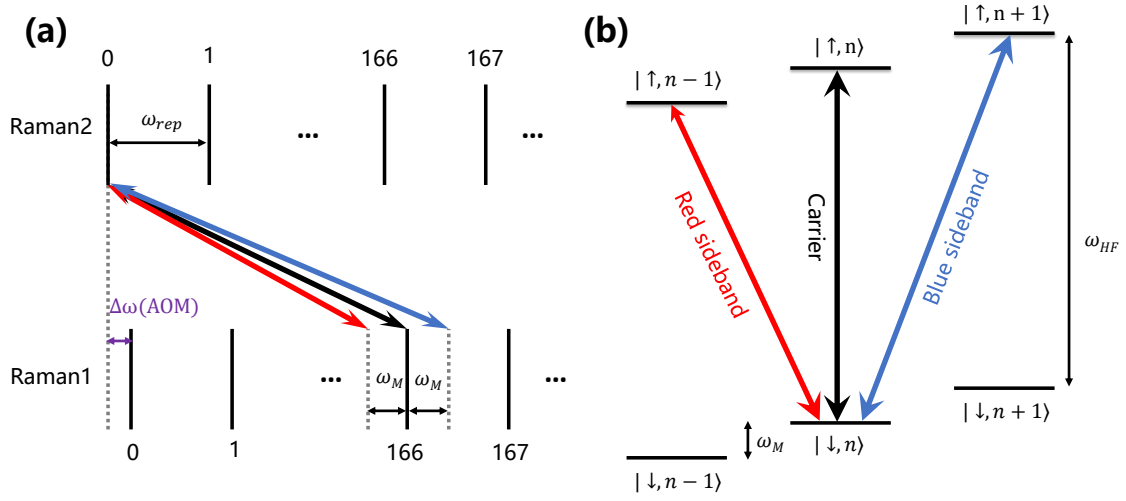 (a)
0 1 166 167
Raman2
ω_rep
... ...
Δω(AOM)
Raman1
... ω_M ω_M ...
0 1 166 167
(b)
| ↑, n + 1⟩
| ↑, n⟩
| ↑, n − 1⟩
Red sideband
Carrier
Blue sideband
ω_HF
| ↓, n + 1⟩
ω_M
| ↓, n⟩
| ↓, n − 1⟩